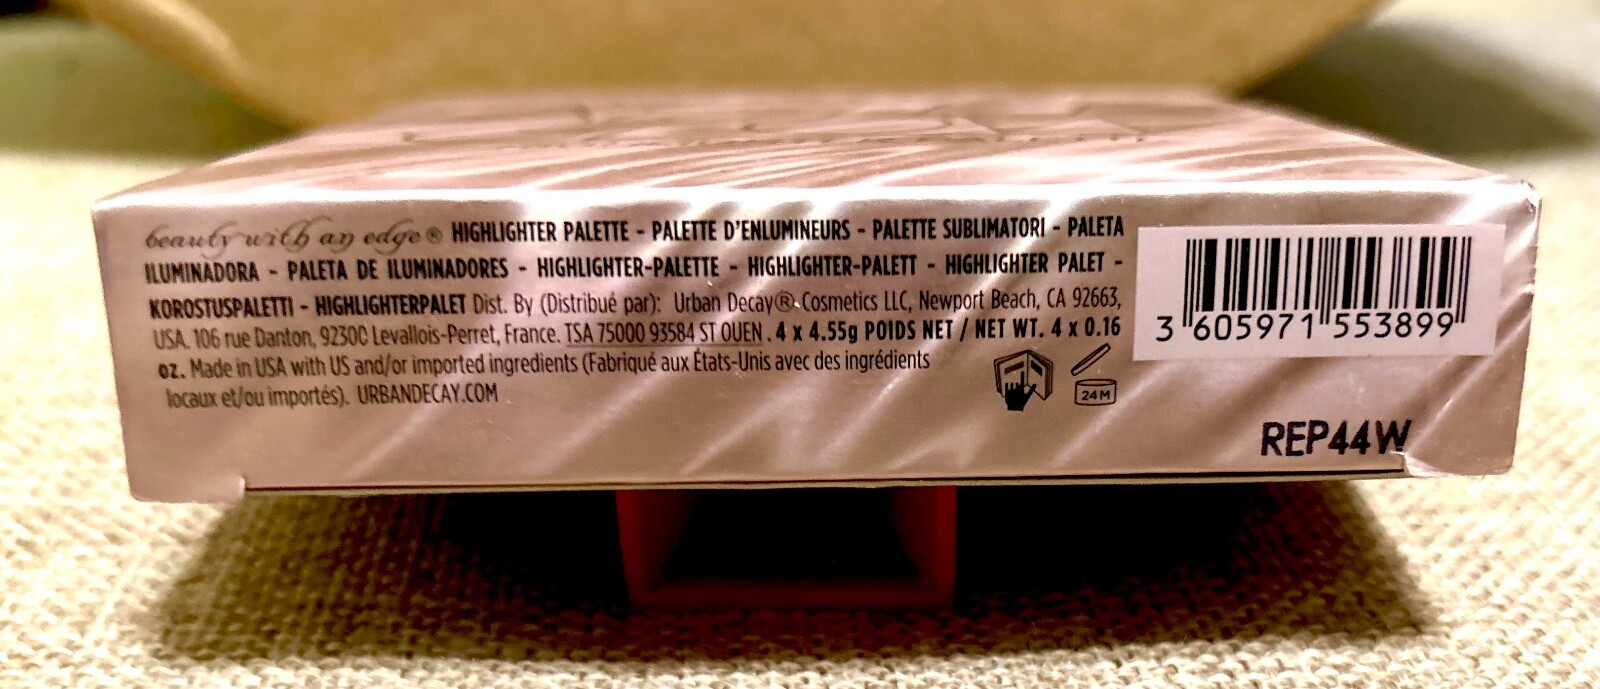 beauty with an edge® HIGHLIGHTER PALETTE - PALETTE D'ENLUMINEURS - PALETTE SUBLIMATORI - PALETA
ILUMINADORA - PALETA DE ILUMINADORES - HIGHLIGHTER-PALETTE - HIGHLIGHTER-PALETT - HIGHLIGHTER PALET -
KOROSTUSPALETTI - HIGHLIGHTERPALET Dist. By (Distribué par): Urban Decay® Cosmetics LLC, Newport Beach, CA 92663,
USA. 106 rue Danton, 92300 Levallois-Perret, France. TSA 75000 93584 ST OUEN. 4 x 4.55g POIDS NET / NET WT. 4 x 0.16
oz. Made in USA with US and/or imported ingredients (Fabriqué aux États-Unis avec des ingrédients
locaux et/ou importés). URBANDECAY.COM
3 605971 553899
24M
REP44W